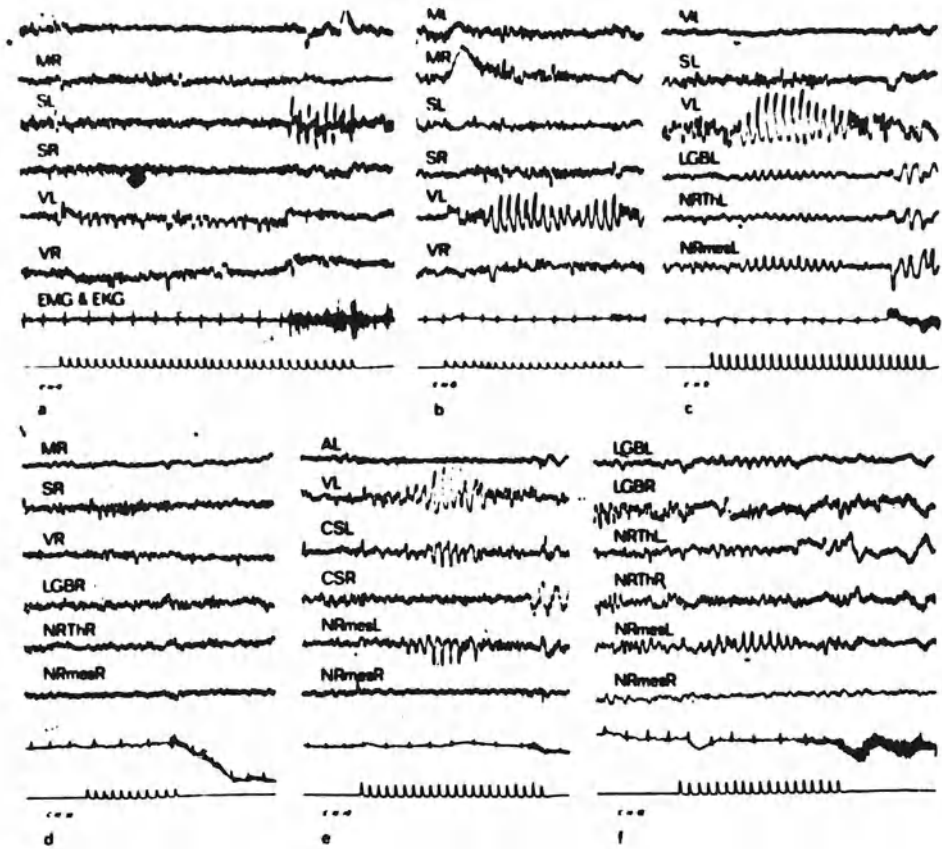 MR
SL
SR
VL
VR
EMG & EKG
a
ML
MR
SL
SR
VL
VR
b
VL
SL
VL
LGBL
NRThL
NRmesL
c
MR
SR
VR
LGBR
NRThR
NRmesR
d
AL
VL
CSL
CSR
NRmesL
NRmesR
e
LGBL
LGBR
NRThL
NRThR
NRmesL
NRmesR
f